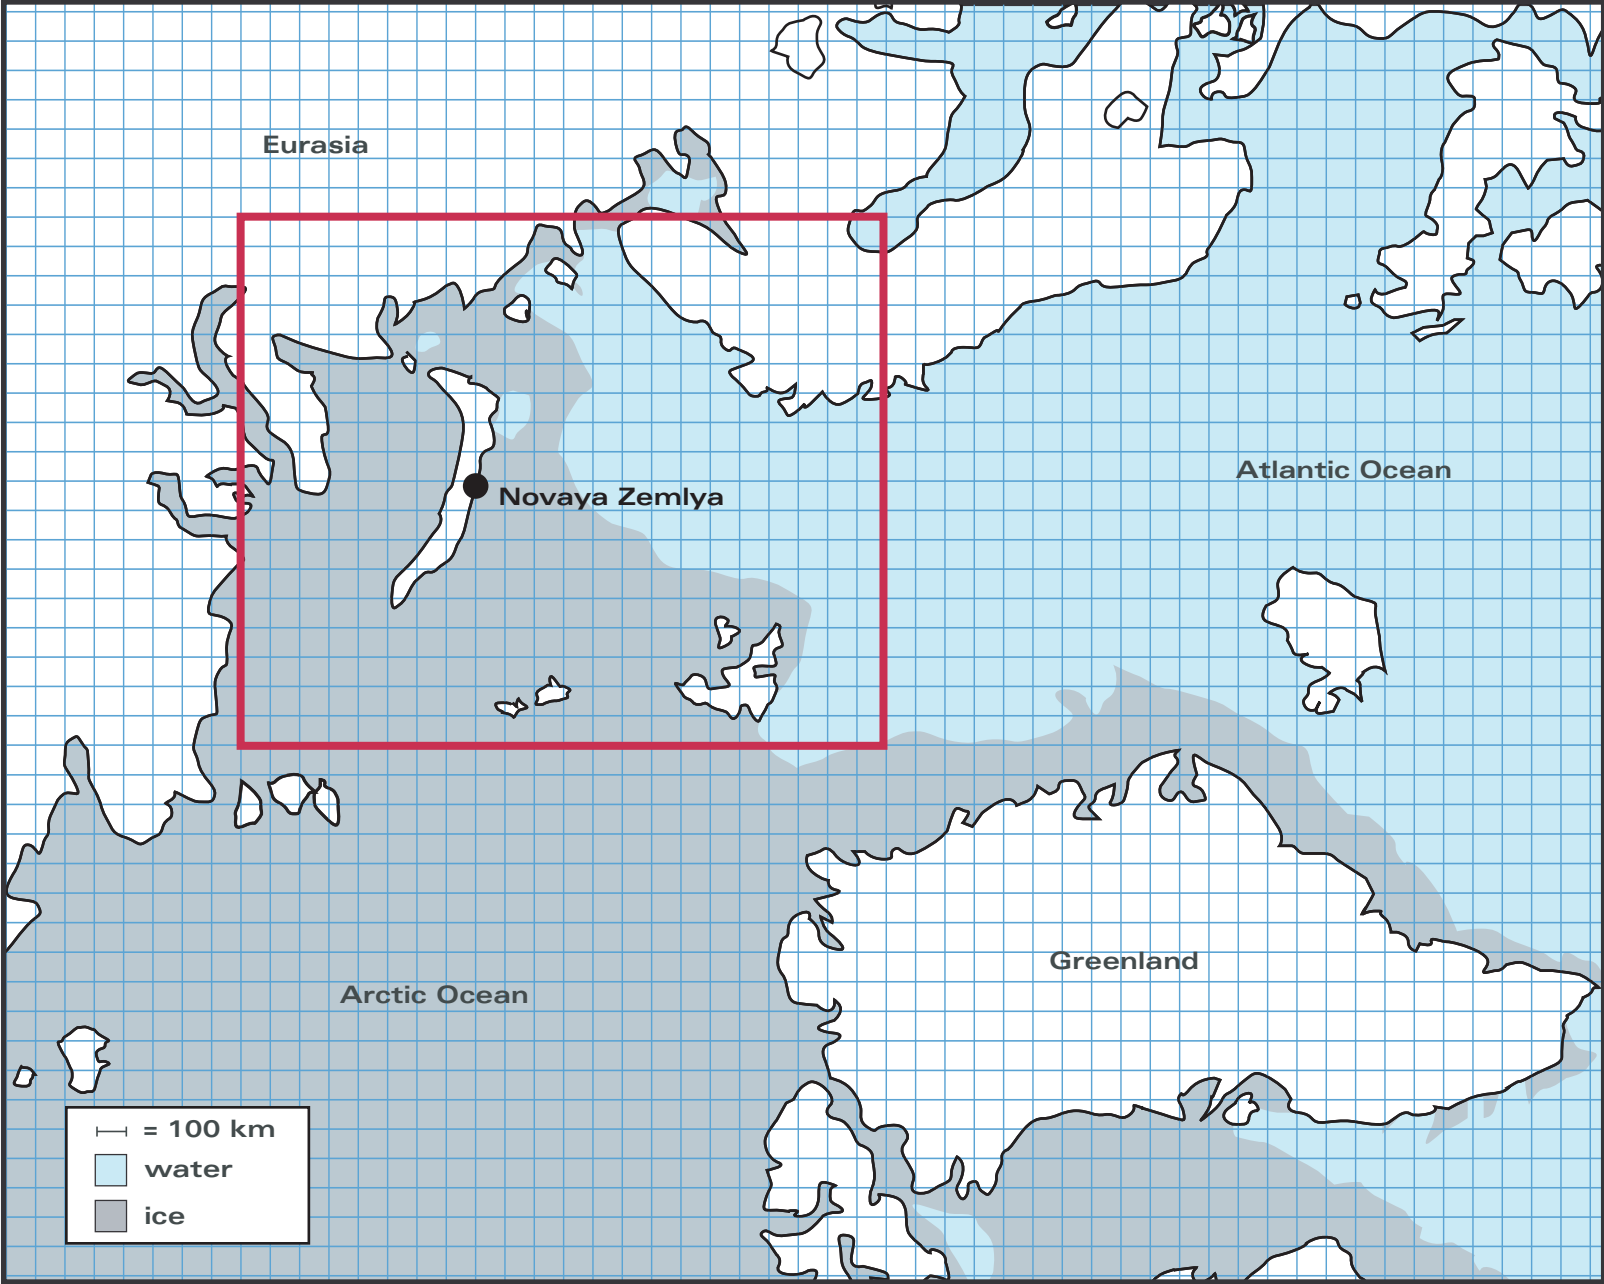 Eurasia
Atlantic Ocean
Novaya Zemlya
Greenland
Arctic Ocean
= 100 km
water
ice